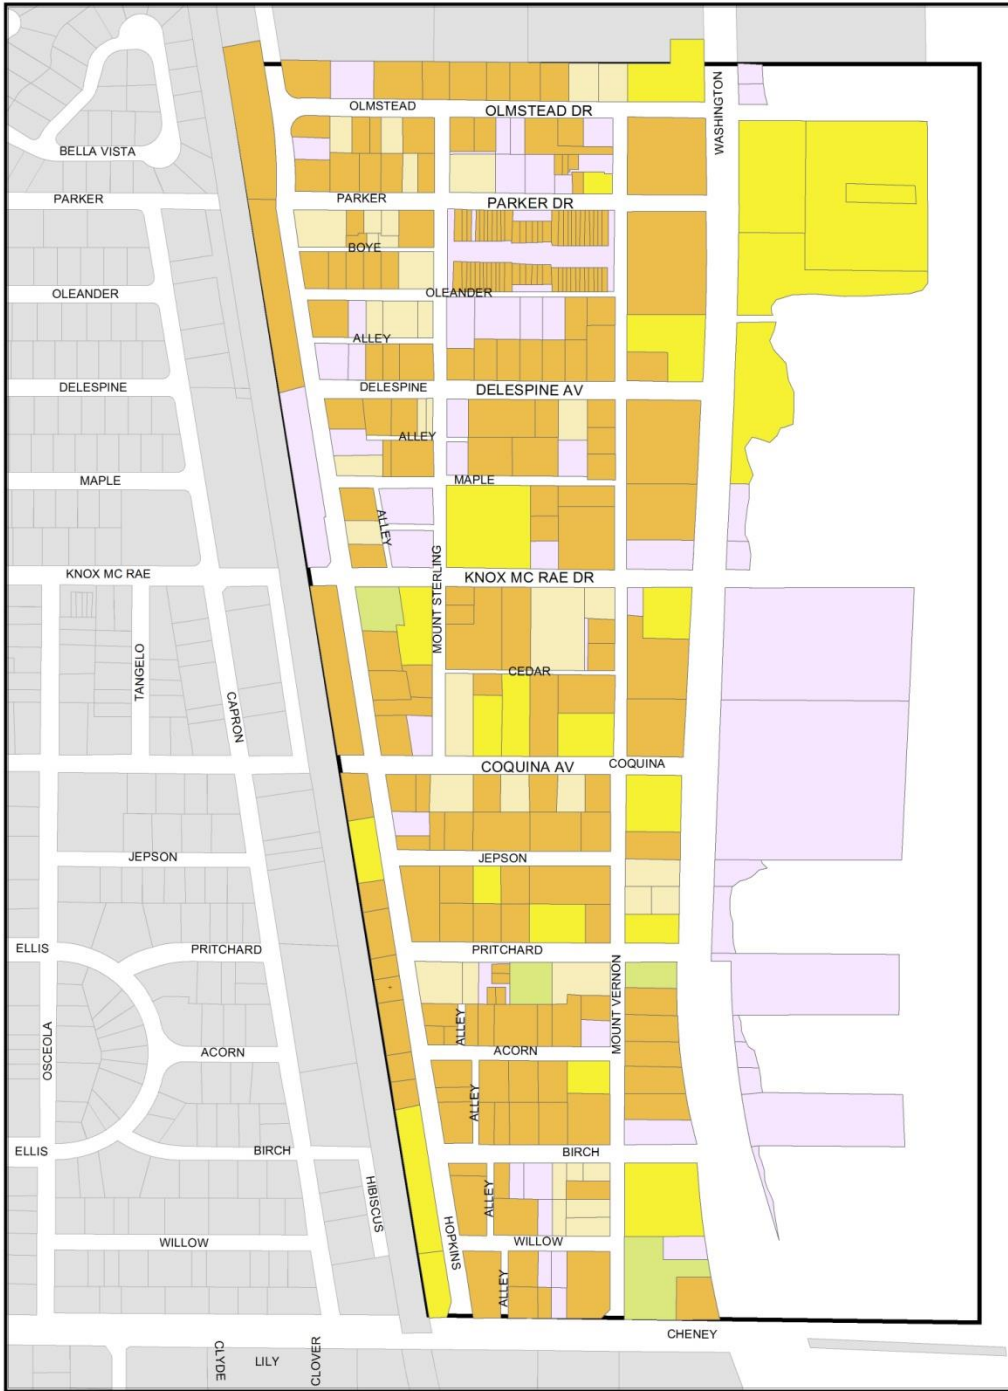 OLMSTEAD
OLMSTEAD DR
WASHINGTON
BELLA VISTA
PARKER
PARKER
PARKER DR
BOYE
OLEANDER
OLEANDER
ALLEY
DELESPINE
DELESPINE
DELESPINE AV
ALLEY
MAPLE
MAPLE
ALLEY
MOUNT STERLING
KNOX MC RAE
KNOX MC RAE DR
TANGELO
CEDAR
CAPRON
COQUINA AV
COQUINA
JEPSON
JEPSON
ELLIS
PRITCHARD
PRITCHARD
MOUNT VERNON
OSCEOLA
ALLEY
ACORN
ACORN
ALLEY
ELLIS
BIRCH
BIRCH
HIBISCUS
ALLEY
HOPKINS
WILLOW
WILLOW
ALLEY
CHENEY
CLYDE
LILY
CLOVER